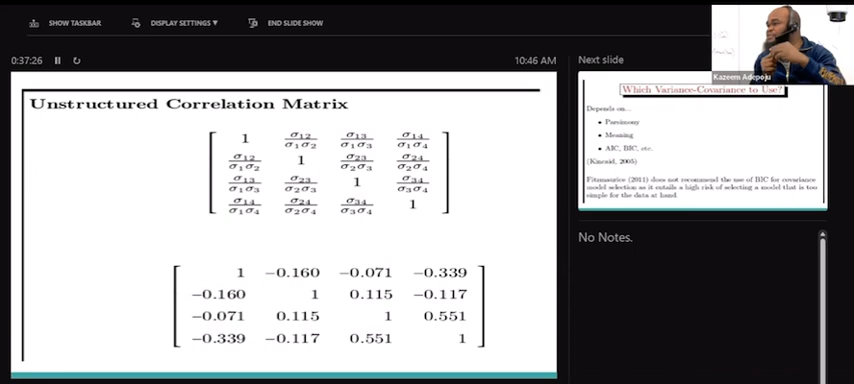 SHOW TASKBAR
DISPLAY SETTINGS ▼
END SLIDE SHOW
0:37:26
10:46 AM
Next slide
Kazeem Adepoju
Unstructured Correlation Matrix
1 σ12/σ1σ2 σ13/σ1σ3 σ14/σ1σ4
σ12/σ1σ2 1 σ23/σ2σ3 σ24/σ2σ4
σ13/σ1σ3 σ23/σ2σ3 1 σ34/σ3σ4
σ14/σ1σ4 σ24/σ2σ4 σ34/σ3σ4 1
1 −0.160 −0.071 −0.339
−0.160 1 0.115 −0.117
−0.071 0.115 1 0.551
−0.339 −0.117 0.551 1
Which Variance-Covariance to Use?
Depends on...
• Parsimony
• Meaning
• AIC, BIC, etc.
(Kincaid, 2005)
Fitzmaurice (2011) does not recommend the use of BIC for covariance
model selection as it entails a high risk of selecting a model that is too
simple for the data at hand.
No Notes.